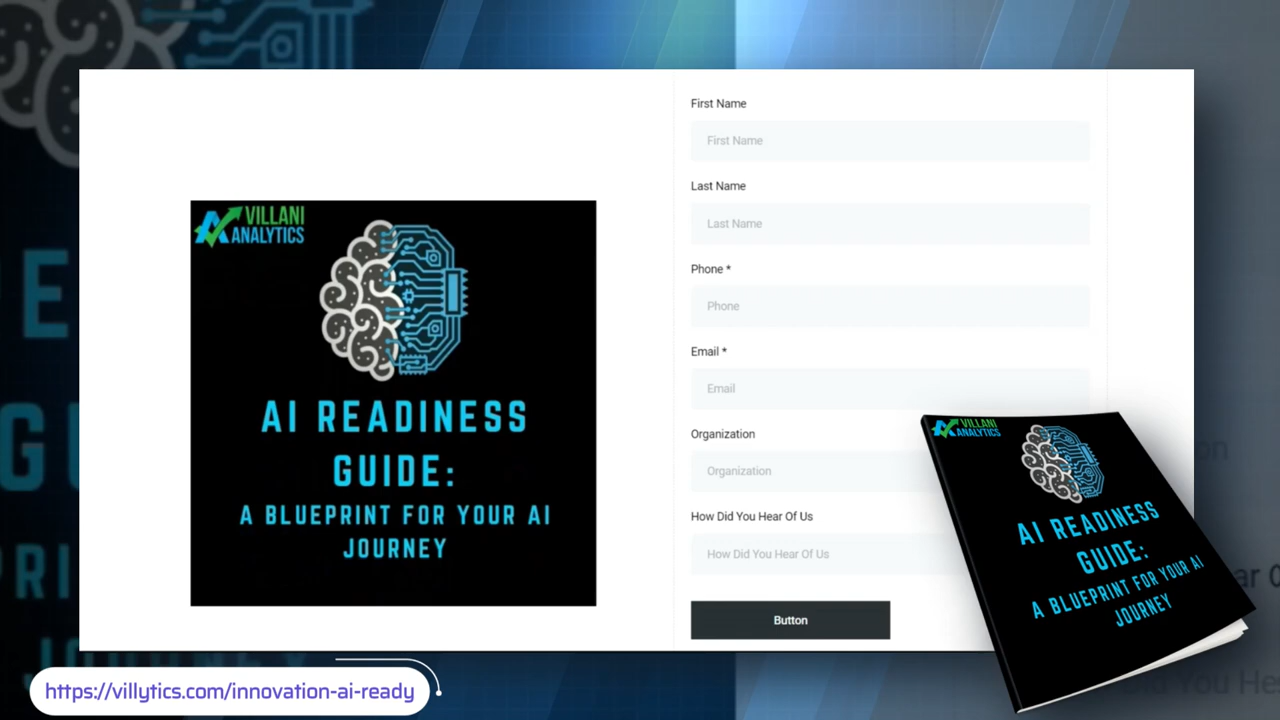 VILLANI
ANALYTICS
AI READINESS
GUIDE:
A BLUEPRINT FOR YOUR AI
JOURNEY
First Name
First Name
Last Name
Last Name
Phone *
Phone
Email *
Email
Organization
Organization
How Did You Hear Of Us
How Did You Hear Of Us
Button
VILLANI
ANALYTICS
AI READINESS
GUIDE:
A BLUEPRINT FOR YOUR AI
JOURNEY
https://villytics.com/innovation-ai-ready